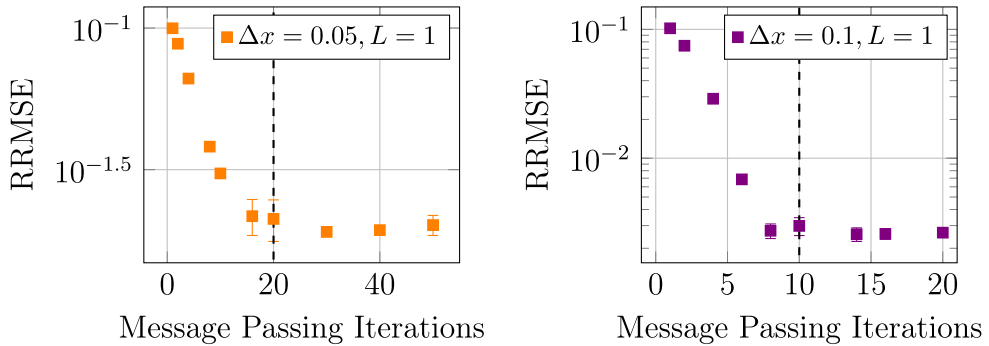 Δx = 0.05, L = 1
10^−1
10^−1.5
RRMSE
0 20 40
Message Passing Iterations
Δx = 0.1, L = 1
10^−1
10^−2
RRMSE
0 5 10 15 20
Message Passing Iterations